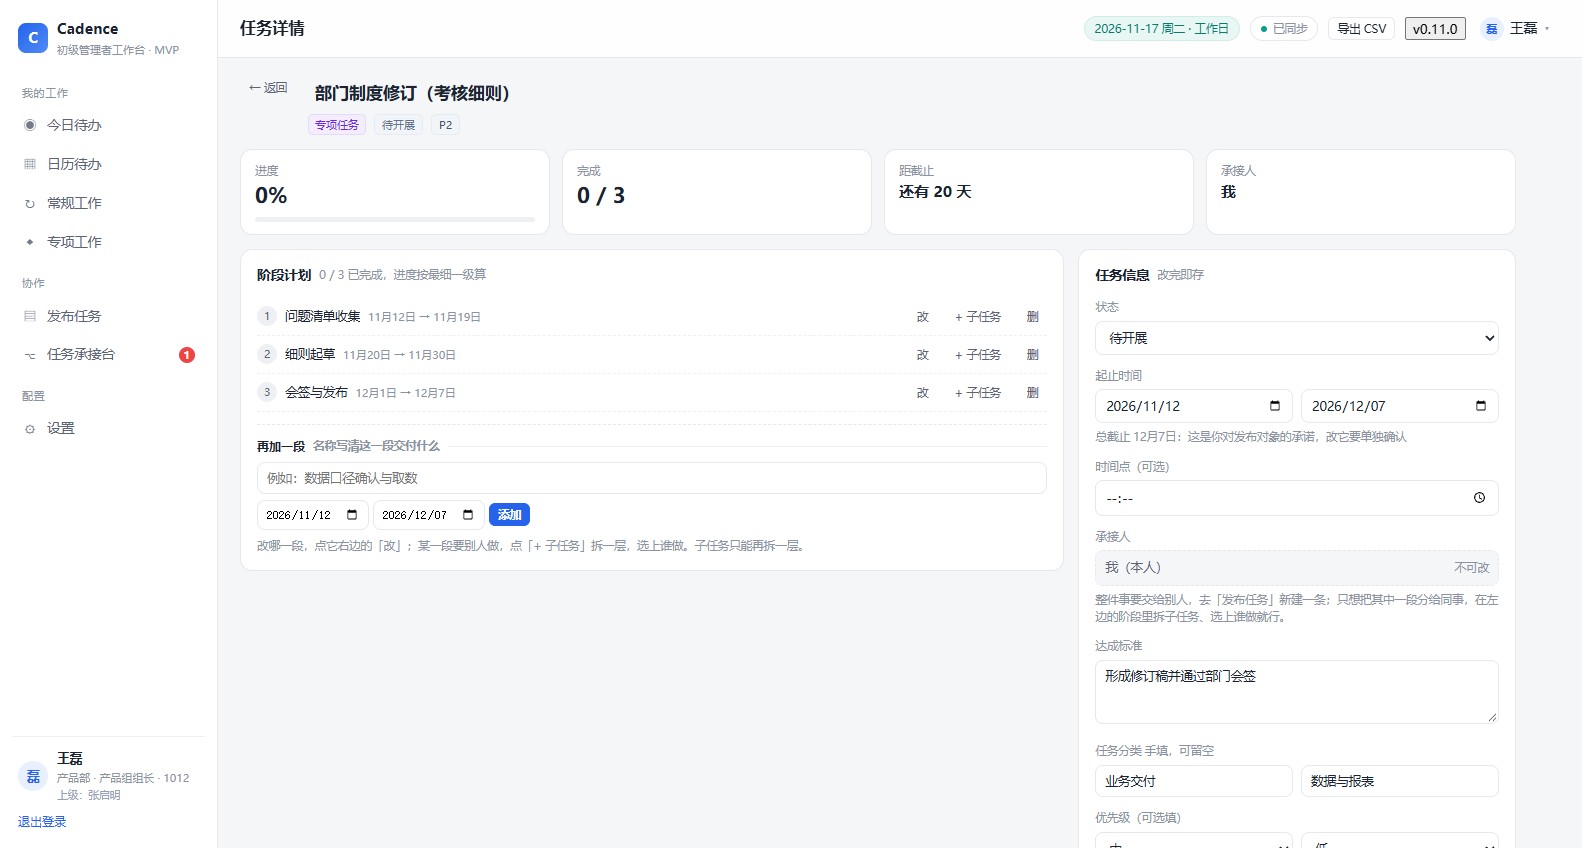 C
Cadence
初级管理者工作台 · MVP
我的工作
今日待办
日历待办
常规工作
专项工作
协作
发布任务
任务承接台
1
配置
设置
磊
王磊
产品部 · 产品组组长 · 1012
上级：张启明
退出登录
任务详情
2026-11-17 周二 · 工作日
已同步
导出 CSV
v0.11.0
磊
王磊
← 返回
部门制度修订（考核细则）
专项任务
待开展
P2
进度
0%
完成
0 / 3
距截止
还有 20 天
承接人
我
阶段计划 0 / 3 已完成，进度按最细一级算
1 问题清单收集 11月12日 → 11月19日 改 + 子任务 删
2 细则起草 11月20日 → 11月30日 改 + 子任务 删
3 会签与发布 12月1日 → 12月7日 改 + 子任务 删
再加一段 名称写清这一段交付什么
例如：数据口径确认与取数
2026/11/12 2026/12/07 添加
改哪一段，点它右边的「改」；某一段要别人做，点「+ 子任务」拆一层，选上谁做。子任务只能再拆一层。
任务信息 改完即存
状态
待开展
起止时间
2026/11/12 2026/12/07
总截止 12月7日：这是你对发布对象的承诺，改它要单独确认
时间点（可选）
--:--
承接人
我（本人） 不可改
整件事要交给别人，去「发布任务」新建一条；只想把其中一段分给同事，在左
边的阶段里拆子任务、选上谁做就行。
达成标准
形成修订稿并通过部门会签
任务分类 手填，可留空
业务交付 数据与报表
优先级（可选填）
中 低